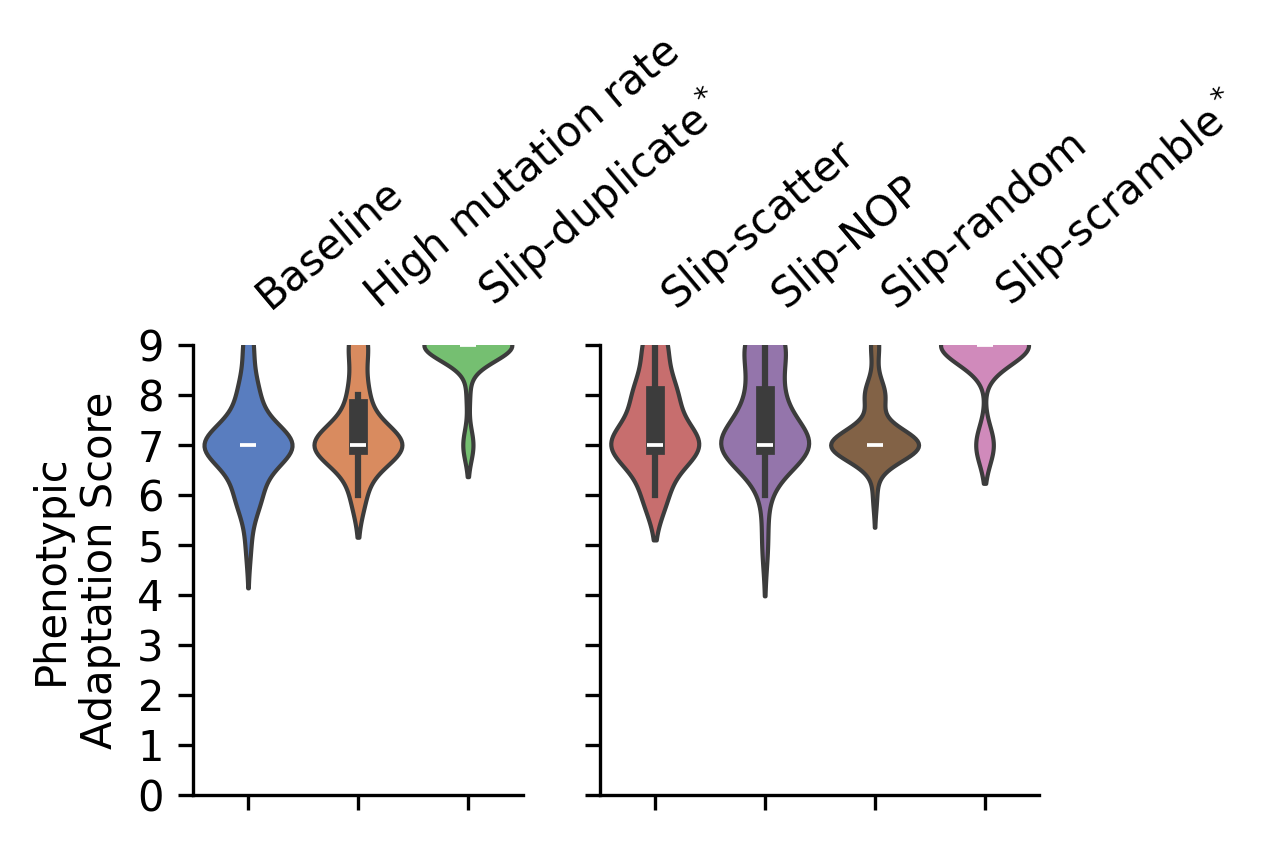 Baseline
High mutation rate
Slip-duplicate*
Slip-scatter
Slip-NOP
Slip-random
Slip-scramble*
Phenotypic
Adaptation Score
9
8
7
6
5
4
3
2
1
0